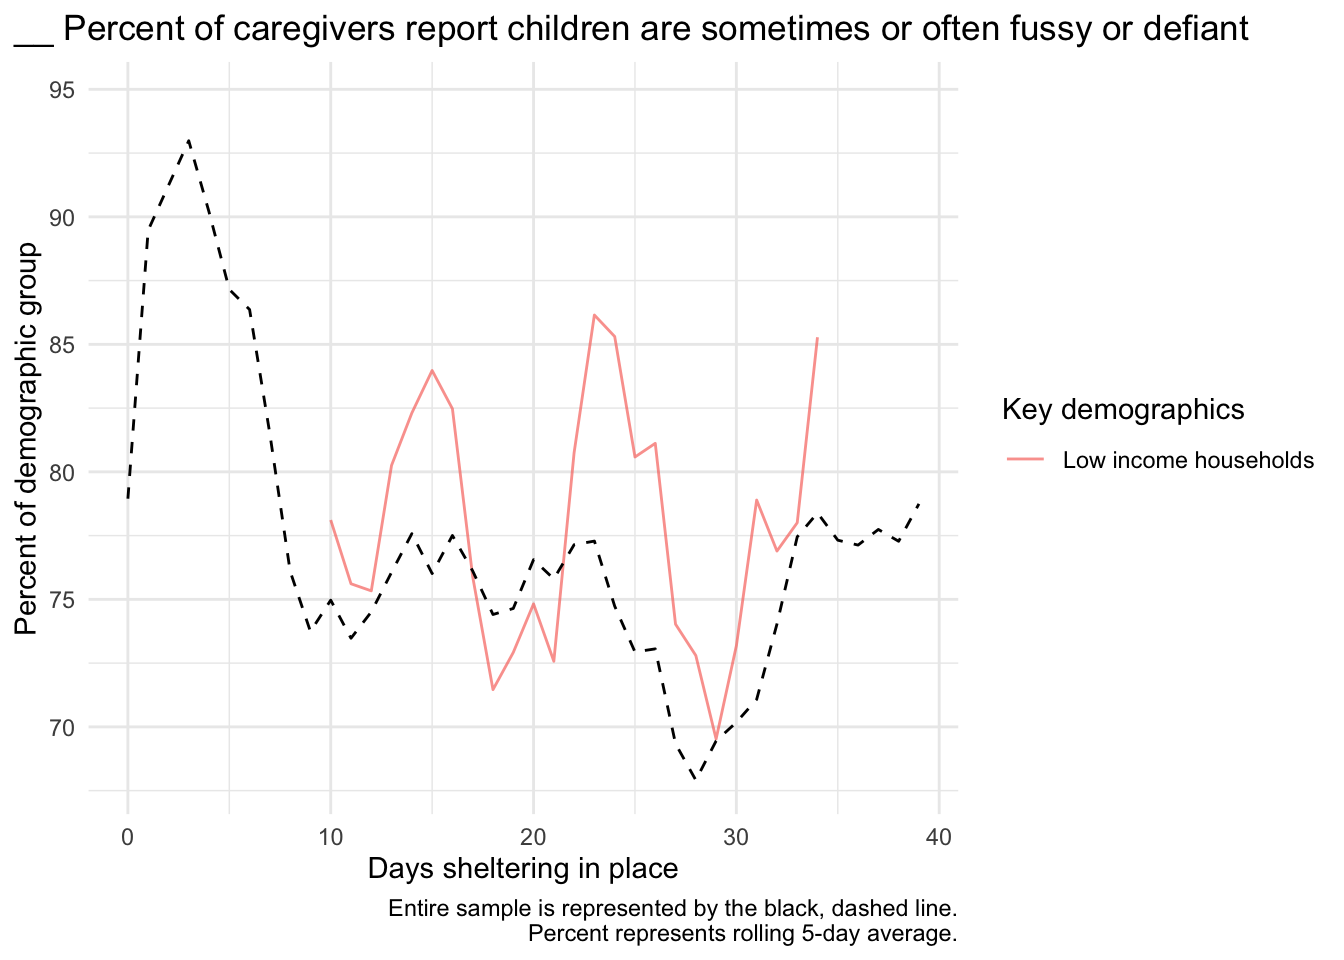 __ Percent of caregivers report children are sometimes or often fussy or defiant
95
90
85
80
75
70
Percent of demographic group
0 10 20 30 40
Days sheltering in place
Key demographics
Low income households
Entire sample is represented by the black, dashed line.
Percent represents rolling 5-day average.